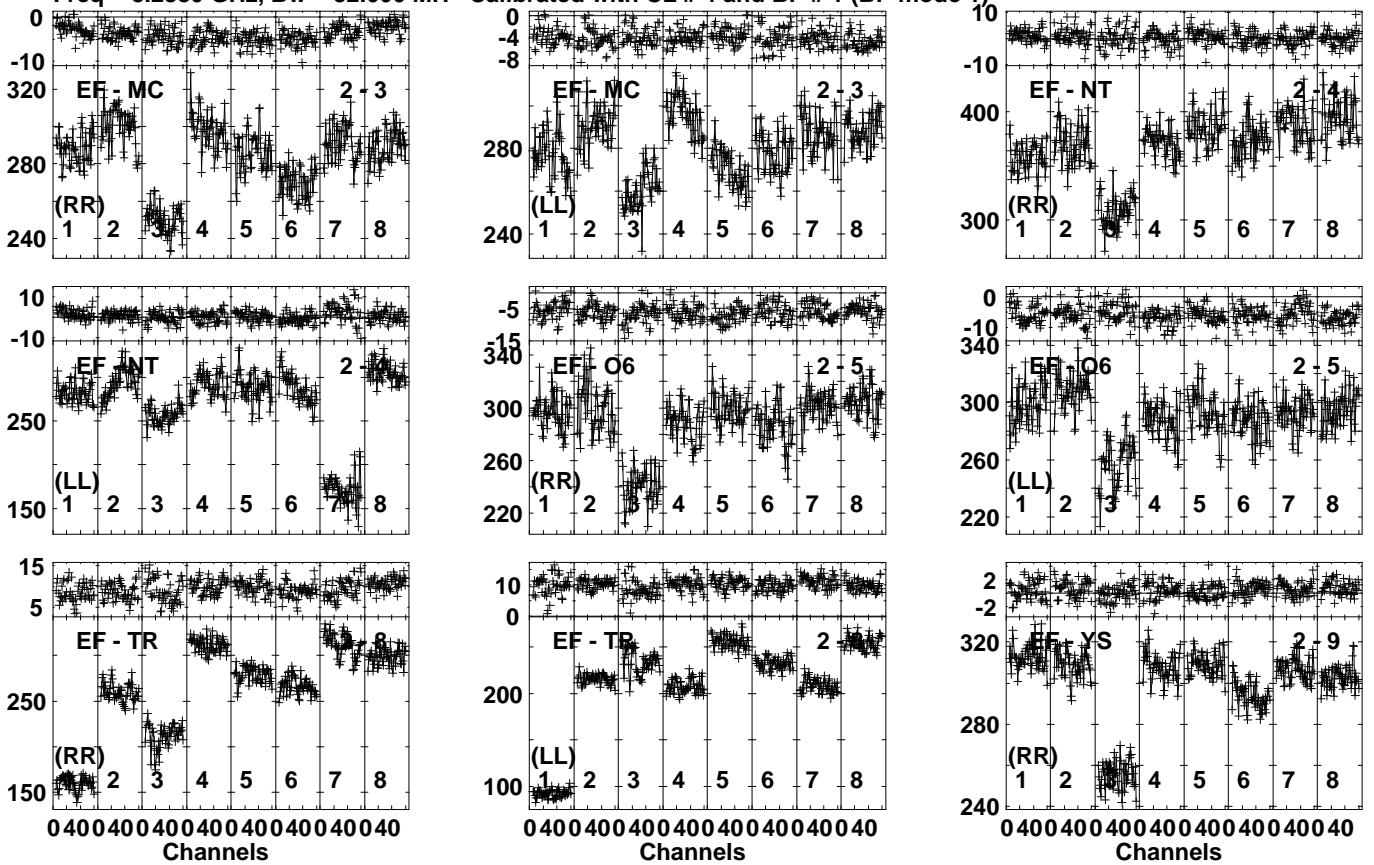 0 0 10
-10 -4 -8 -10
320 EF - MC 2 - 3 EF - MC 2 - 3 EF - NT 2 - 4
400
280 280
(RR) (LL) (RR) 300
1 2 3 4 5 6 7 8 1 2 3 4 5 6 7 8 1 2 3 4 5 6 7 8
240 240
10 -5 0
-10 -15 -10
340 340
EF - NT EF - O6 2 - 5 EF - O6 2 - 5
250 300 300
260 260
(LL) (RR) (LL)
150 1 2 3 4 5 6 7 8 220 1 2 3 4 5 6 7 8 220 1 2 3 4 5 6 7 8
15 10 2
5 0 -2
EF - TR EF - TR 320 EF - YS 2 - 9
250 200 280
(RR) (LL) (RR)
150 1 2 3 4 5 6 7 8 100 1 2 3 4 5 6 7 8 240 1 2 3 4 5 6 7 8
0 40 0 40 0 40 0 40 0 40 0 40 0 40 0 40 0 40 0 40 0 40 0 40 0 40 0 40 0 40 0 40 0 40 0 40 0 40 0 40 0 40 0 40 0 40 0 40
Channels Channels Channels